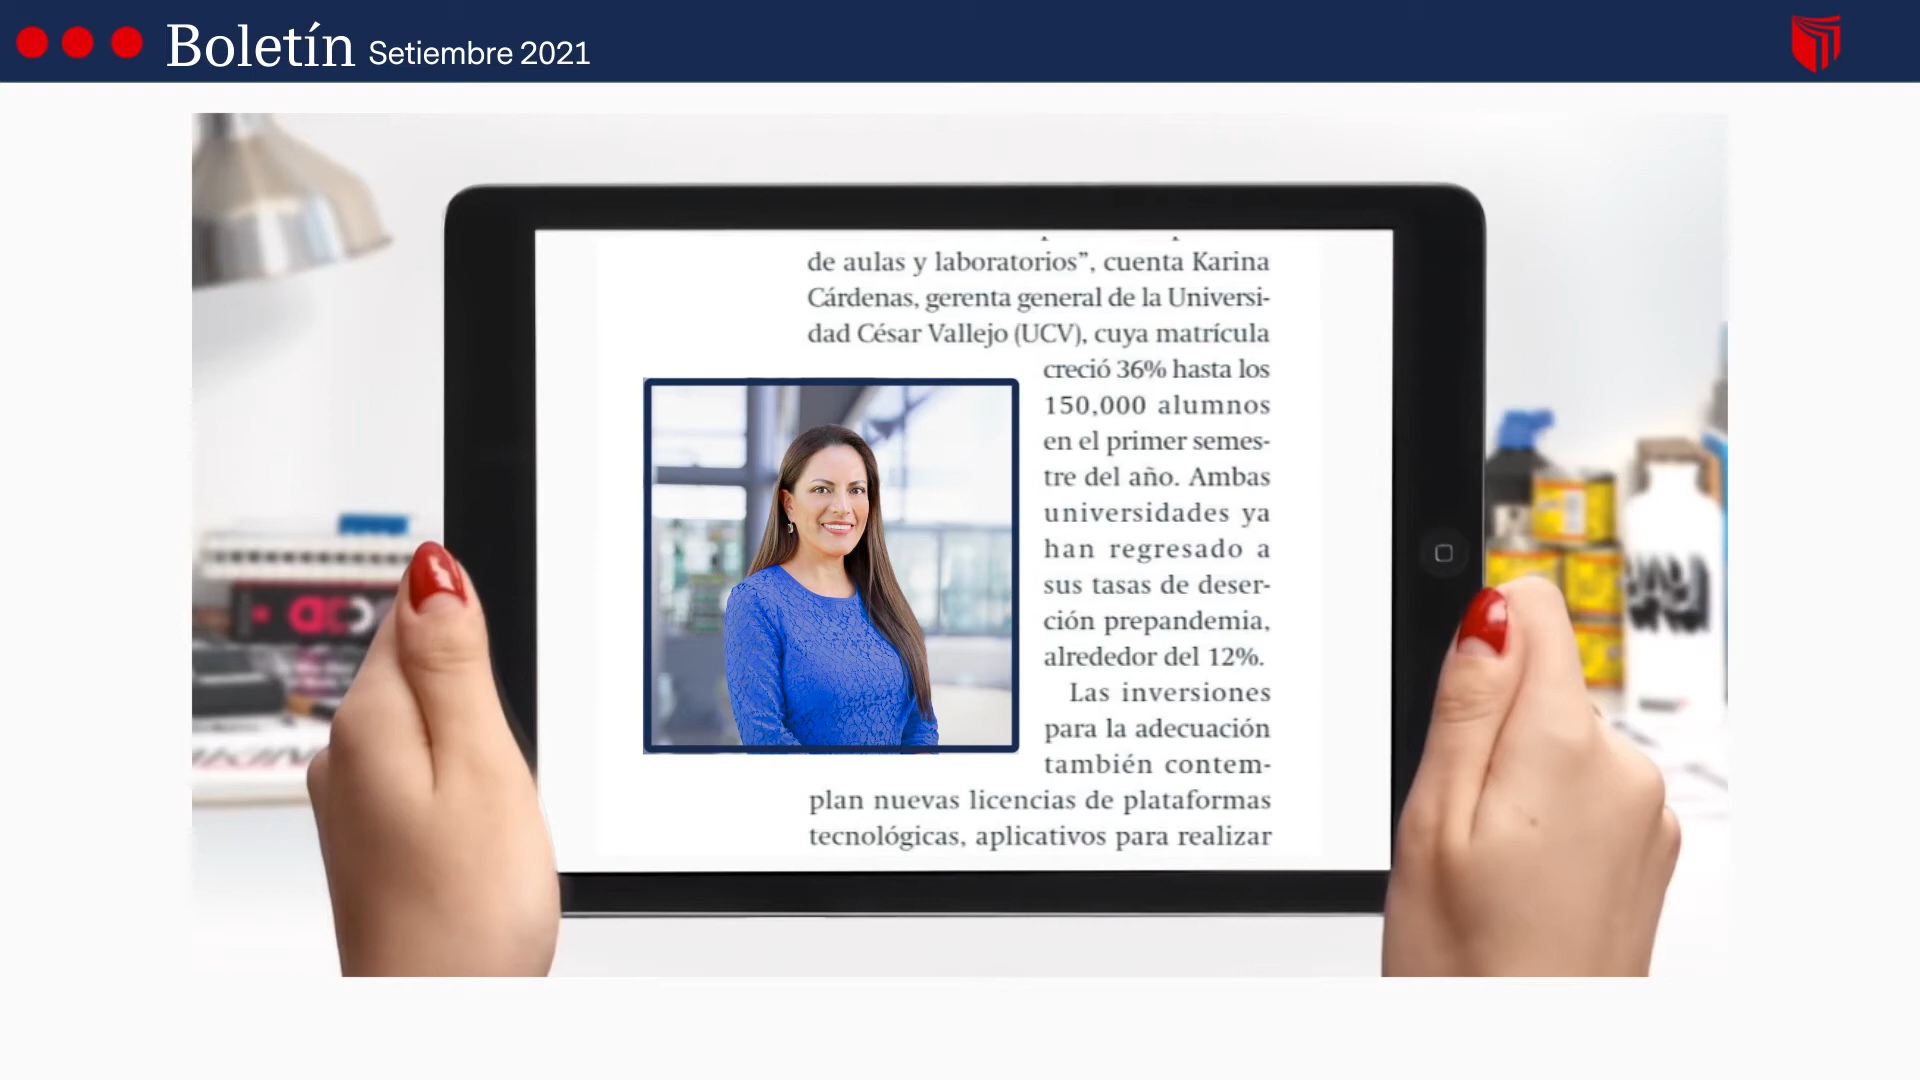 Boletín Setiembre 2021
de aulas y laboratorios”, cuenta Karina
Cárdenas, gerenta general de la Universi-
dad César Vallejo (UCV), cuya matrícula
creció 36% hasta los
150,000 alumnos
en el primer semes-
tre del año. Ambas
universidades ya
han regresado a
sus tasas de deser-
ción prepandemia,
alrededor del 12%.
Las inversiones
para la adecuación
también contem-
plan nuevas licencias de plataformas
tecnológicas, aplicativos para realizar